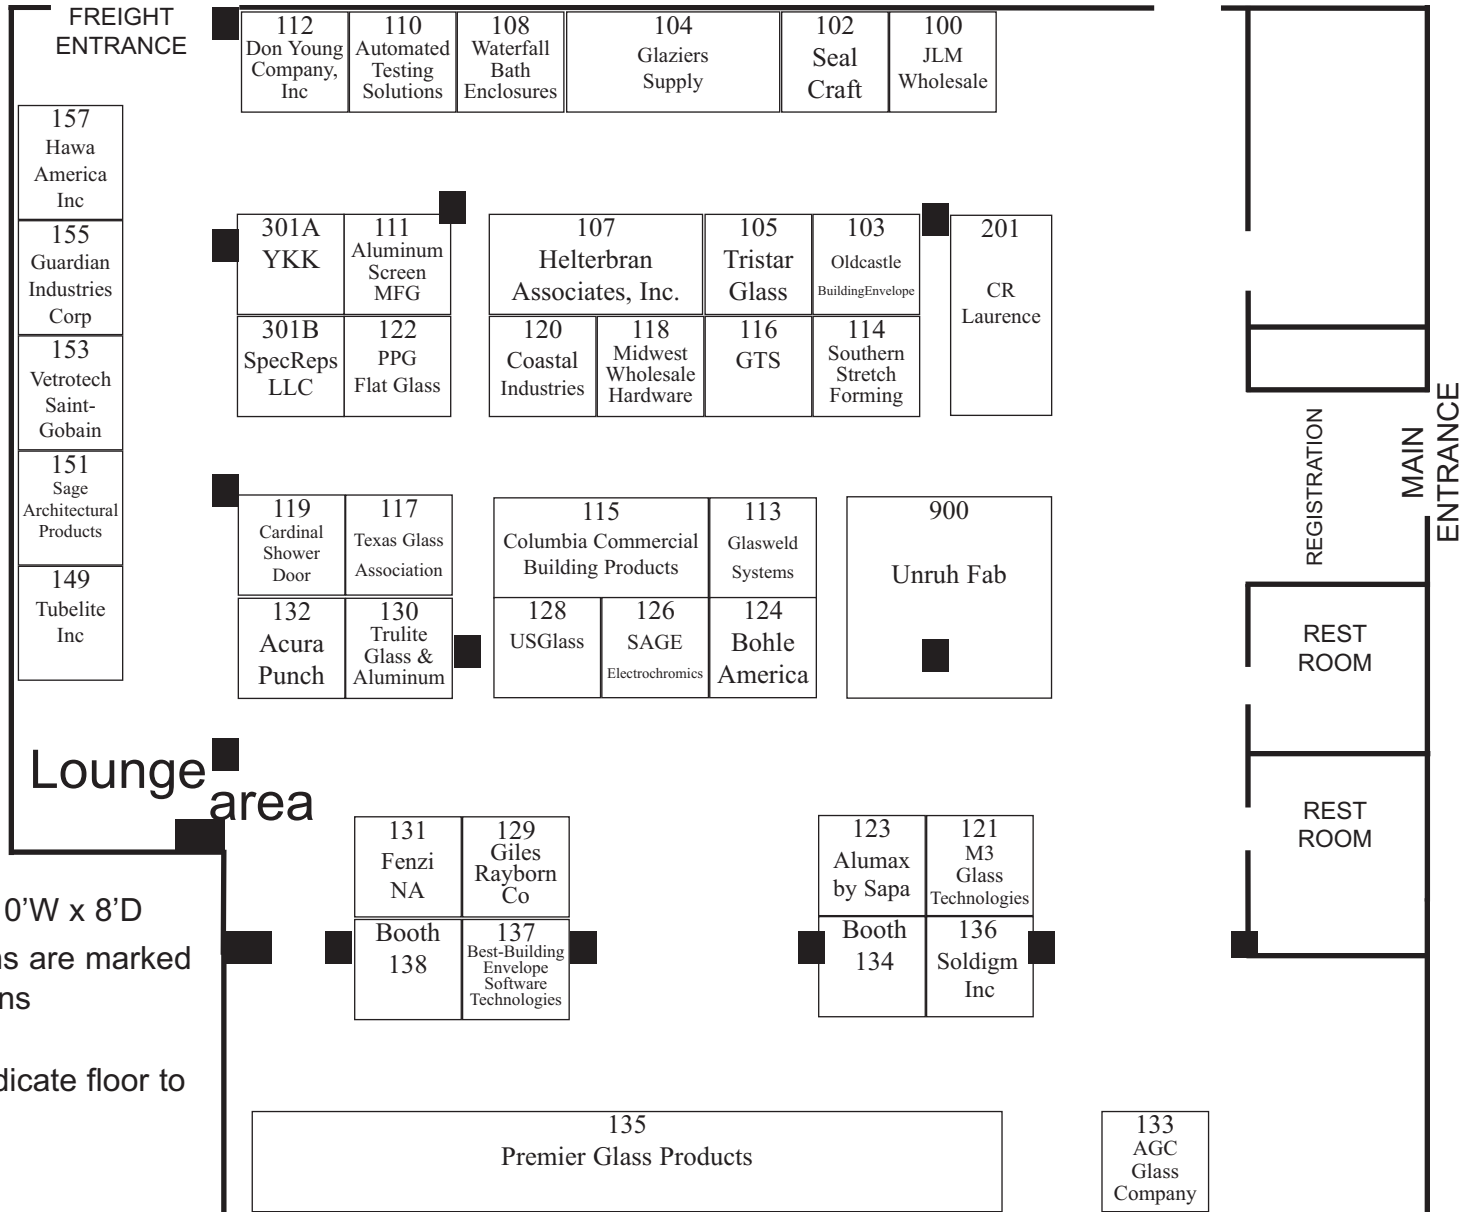 FREIGHT
ENTRANCE
112
Don Young
Company,
Inc
110
Automated
Testing
Solutions
108
Waterfall
Bath
Enclosures
104
Glaziers
Supply
102
Seal
Craft
100
JLM
Wholesale
157
Hawa
America
Inc
155
Guardian
Industries
Corp
153
Vetrotech
Saint-
Gobain
151
Sage
Architectural
Products
149
Tubelite
Inc
301A
YKK
111
Aluminum
Screen
MFG
107
Helterbran
Associates, Inc.
105
Tristar
Glass
103
Oldcastle
BuildingEnvelope
201
CR
Laurence
301B
SpecReps
LLC
122
PPG
Flat Glass
120
Coastal
Industries
118
Midwest
Wholesale
Hardware
116
GTS
114
Southern
Stretch
Forming
REGISTRATION
MAIN
ENTRANCE
119
Cardinal
Shower
Door
117
Texas Glass
Association
115
Columbia Commercial
Building Products
113
Glasweld
Systems
900
Unruh Fab
132
Acura
Punch
130
Trulite
Glass &
Aluminum
128
USGlass
126
SAGE
Electrochromics
124
Bohle
America
REST
ROOM
REST
ROOM
Lounge
area
131
Fenzi
NA
129
Giles
Rayborn
Co
123
Alumax
by Sapa
121
M3
Glass
Technologies
Booth
138
137
Best-Building
Envelope
Software
Technologies
Booth
134
136
Soldigm
Inc
0’W x 8’D
s are marked
ns
dicate floor to
135
Premier Glass Products
133
AGC
Glass
Company